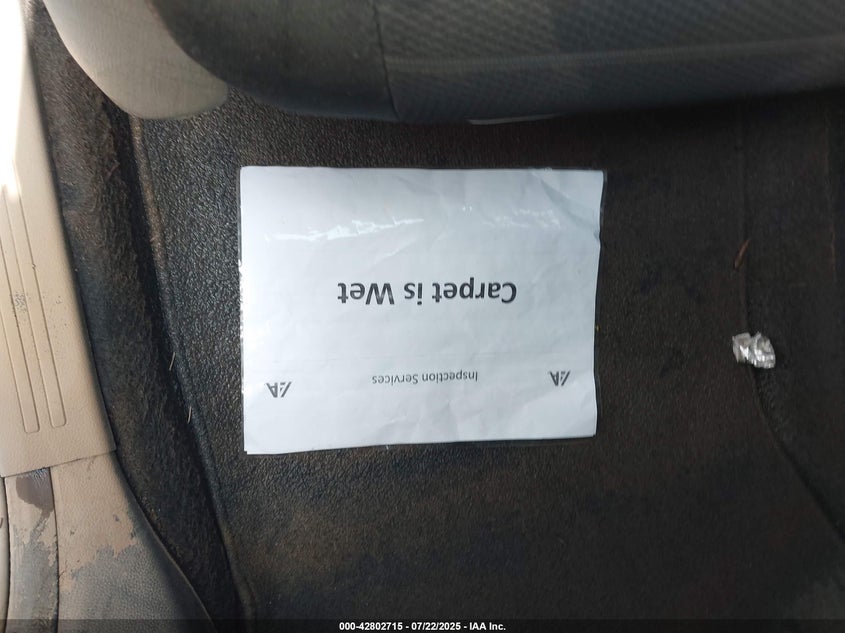 IAA Inspection Services IAA
Carpet is Wet
000-42802715 - 07/22/2025 - IAA Inc.